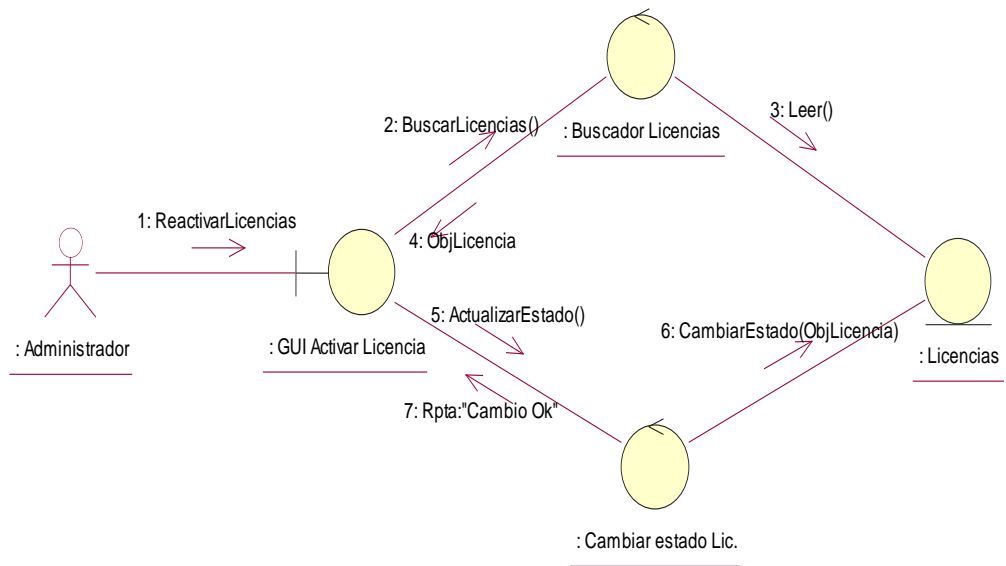 3: Leer()
2: BuscarLicencias()
: Buscador Licencias
1: ReactivarLicencias
4: ObjLicencia
5: ActualizarEstado()
6: CambiarEstado(ObjLicencia)
: Administrador
: GUI Activar Licencia
: Licencias
7: Rpta:"Cambio Ok"
: Cambiar estado Lic.